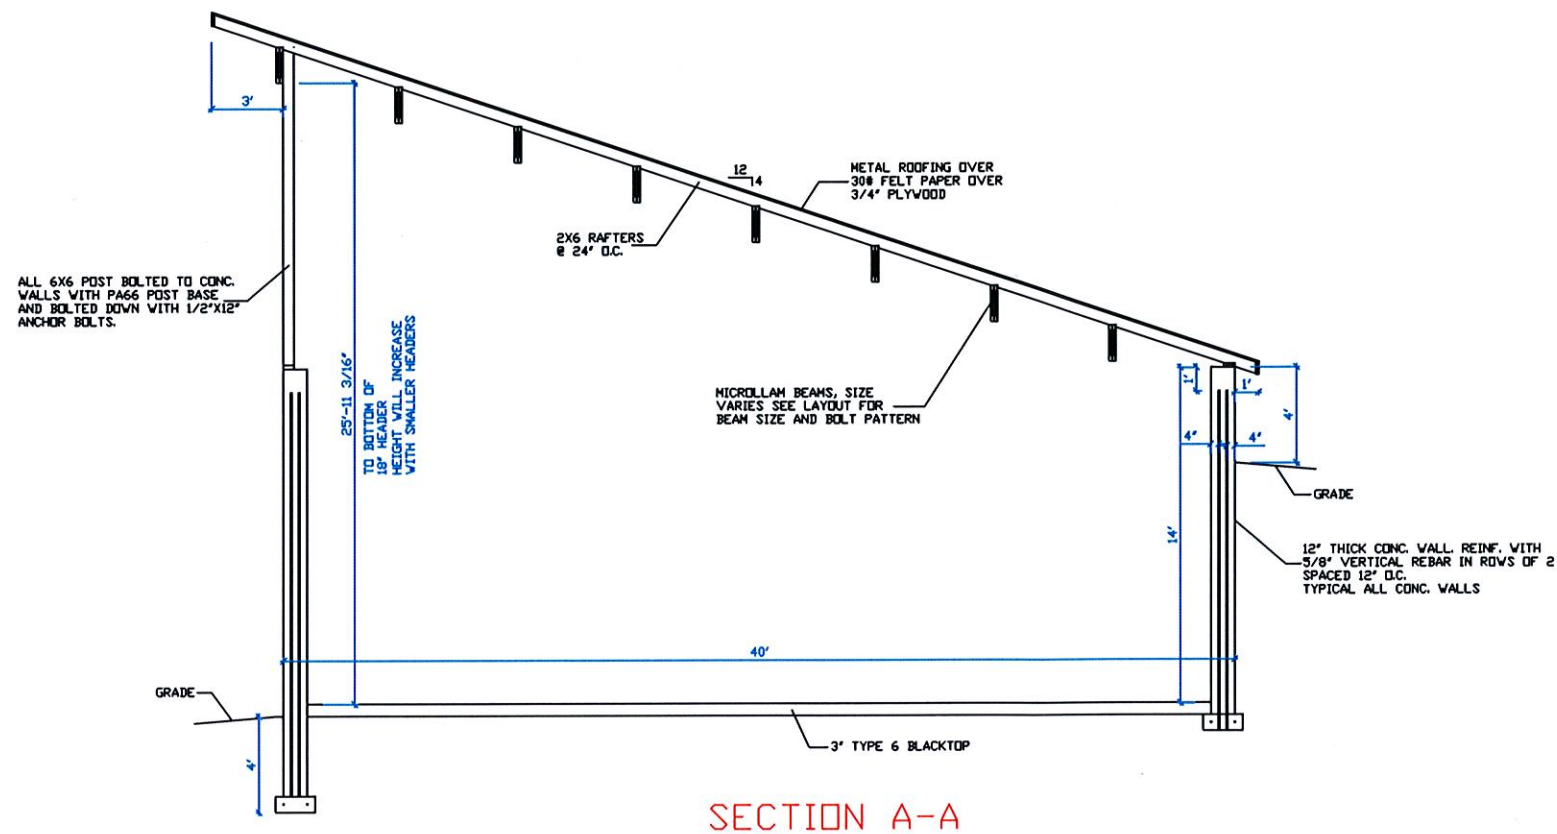 3'
12
4
METAL ROOFING OVER
30# FELT PAPER OVER
3/4" PLYWOOD
2X6 RAFTERS
@ 24" O.C.
ALL 6X6 POST BOLTED TO CONC.
WALLS WITH PA66 POST BASE
AND BOLTED DOWN WITH 1/2"X12"
ANCHOR BOLTS.
25'-11 3/16"
TO BOTTOM OF
18" HEADER
HEIGHT WILL INCREASE
WITH SMALLER HEADERS
MICROLLAM BEAMS, SIZE
VARIES SEE LAYOUT FOR
BEAM SIZE AND BOLT PATTERN
1'
1'
4'
4"
4"
GRADE
14'
12" THICK CONC. WALL. REINF. WITH
5/8" VERTICAL REBAR IN ROWS OF 2
SPACED 12" O.C.
TYPICAL ALL CONC. WALLS
40'
GRADE
4'
3" TYPE 6 BLACKTOP
SECTION A-A